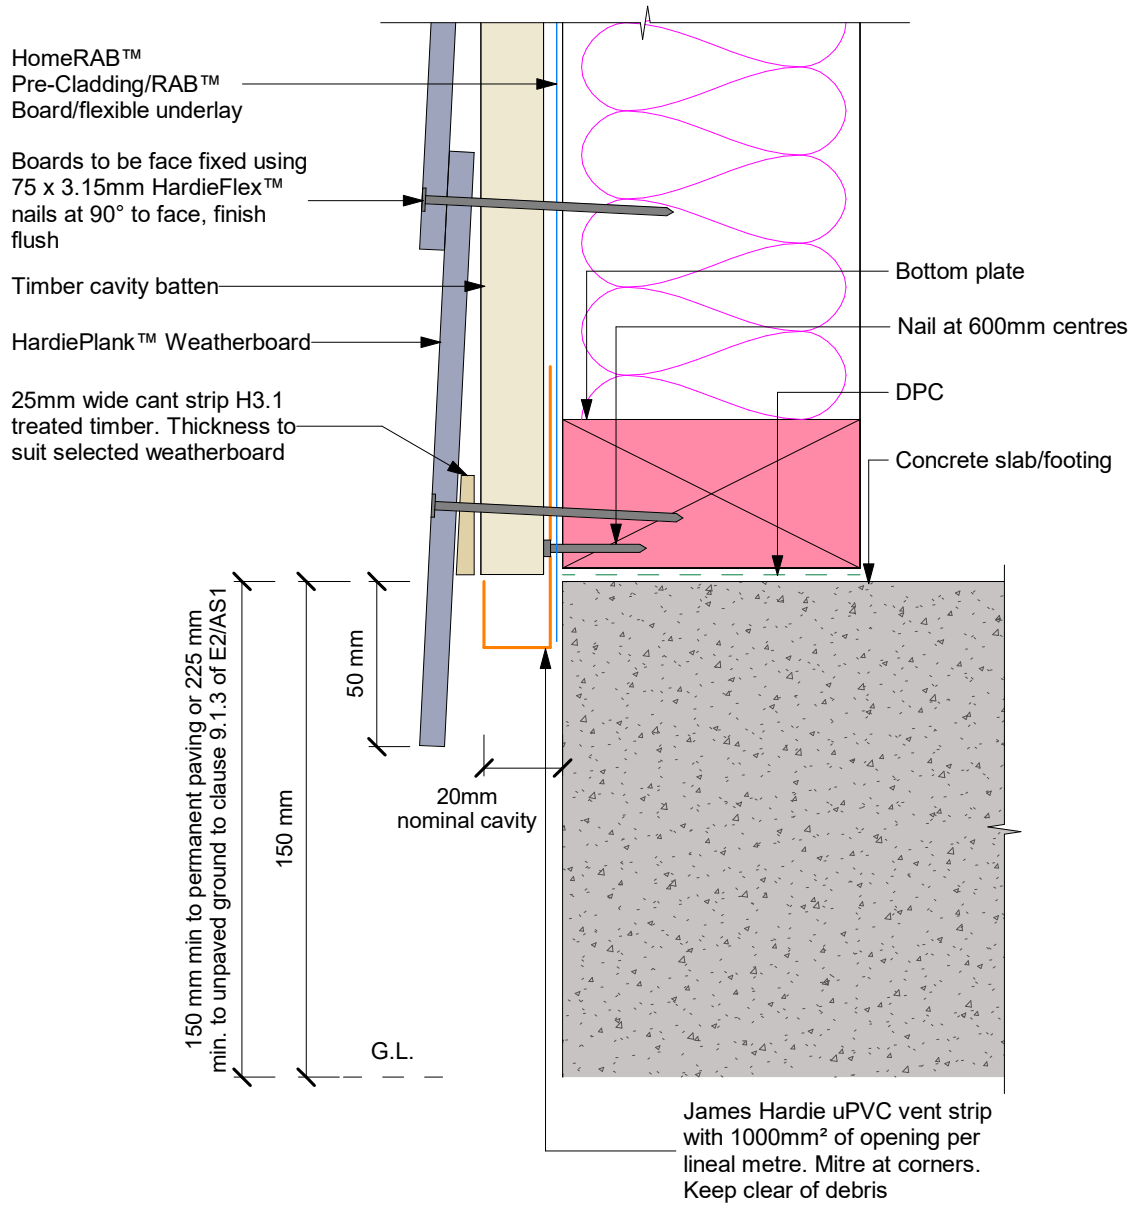 HomeRAB™
Pre-Cladding/RAB™
Board/flexible underlay
Boards to be face fixed using
75 x 3.15mm HardieFlex™
nails at 90° to face, finish
flush
Timber cavity batten
HardiePlank™ Weatherboard
25mm wide cant strip H3.1
treated timber. Thickness to
suit selected weatherboard
Bottom plate
Nail at 600mm centres
DPC
Concrete slab/footing
150 mm min to permanent paving or 225 mm
min. to unpaved ground to clause 9.1.3 of E2/AS1
150 mm
50 mm
20mm
nominal cavity
G.L.
James Hardie uPVC vent strip
with 1000mm² of opening per
lineal metre. Mitre at corners.
Keep clear of debris